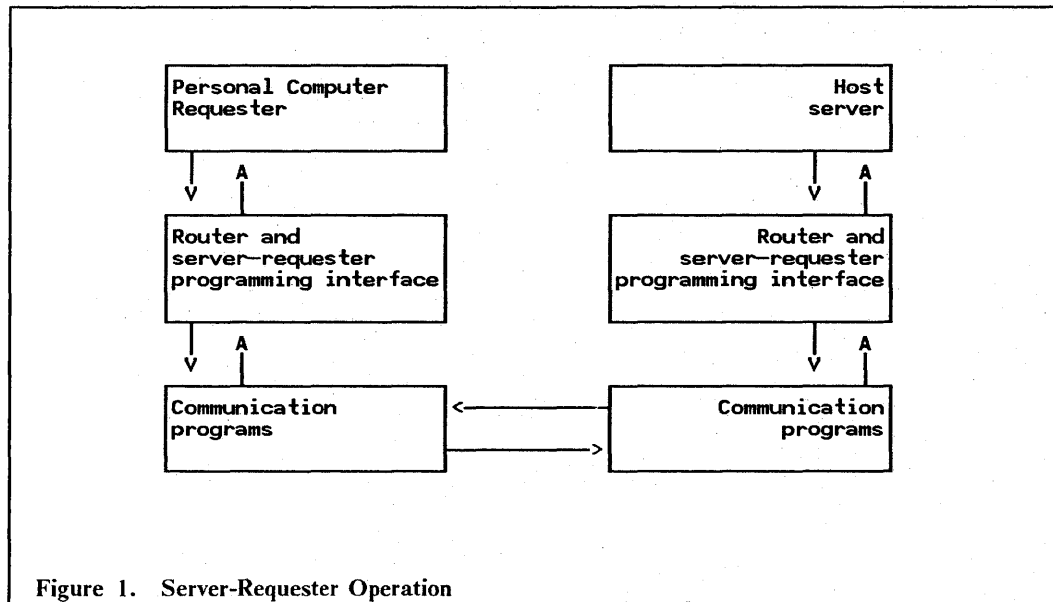 Personal Computer
Requester
Host
server
V
A
V
A
Router and
server-requester
programming interface
Router and
server-requester
programming interface
V
A
V
A
Communication
programs
<
>
Communication
programs
Figure 1. Server-Requester Operation